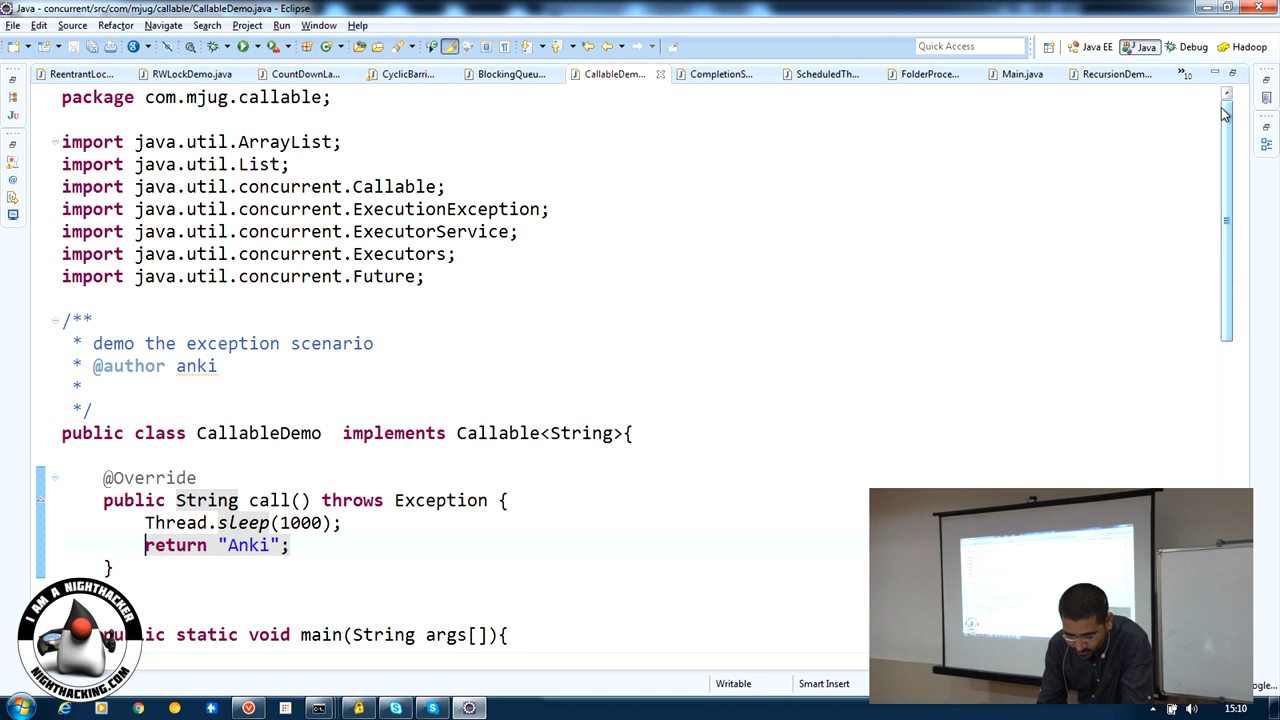 Java - concurrent/src/com/mjug/callable/CallableDemo.java - Eclipse
File Edit Source Refactor Navigate Search Project Run Window Help
Quick Access Java EE Java Debug Hadoop
ReentrantLoc... RWLockDemo.java CountDownLa... CyclicBarri... BlockingQueu... CallableDem... CompletionS... ScheduledTh... FolderProce... Main.java RecursionDem... »10
package com.mjug.callable;
import java.util.ArrayList;
import java.util.List;
import java.util.concurrent.Callable;
import java.util.concurrent.ExecutionException;
import java.util.concurrent.ExecutorService;
import java.util.concurrent.Executors;
import java.util.concurrent.Future;
/**
* demo the exception scenario
* @author anki
*
*/
public class CallableDemo implements Callable<String>{
@Override
public String call() throws Exception {
Thread.sleep(1000);
return "Anki";
}
public static void main(String args[]){
I AM A NIGHTHACKER
NIGHTHACKING.COM
Writable Smart Insert
15:10